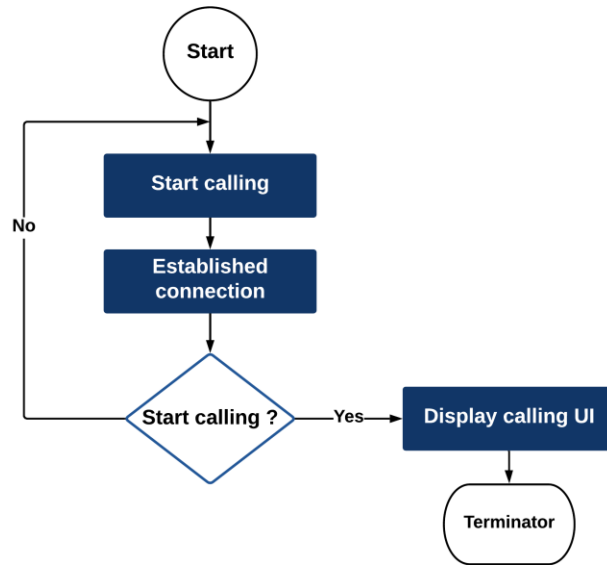 Start
Start calling
No
Established
connection
Start calling ?
Yes
Display calling UI
Terminator